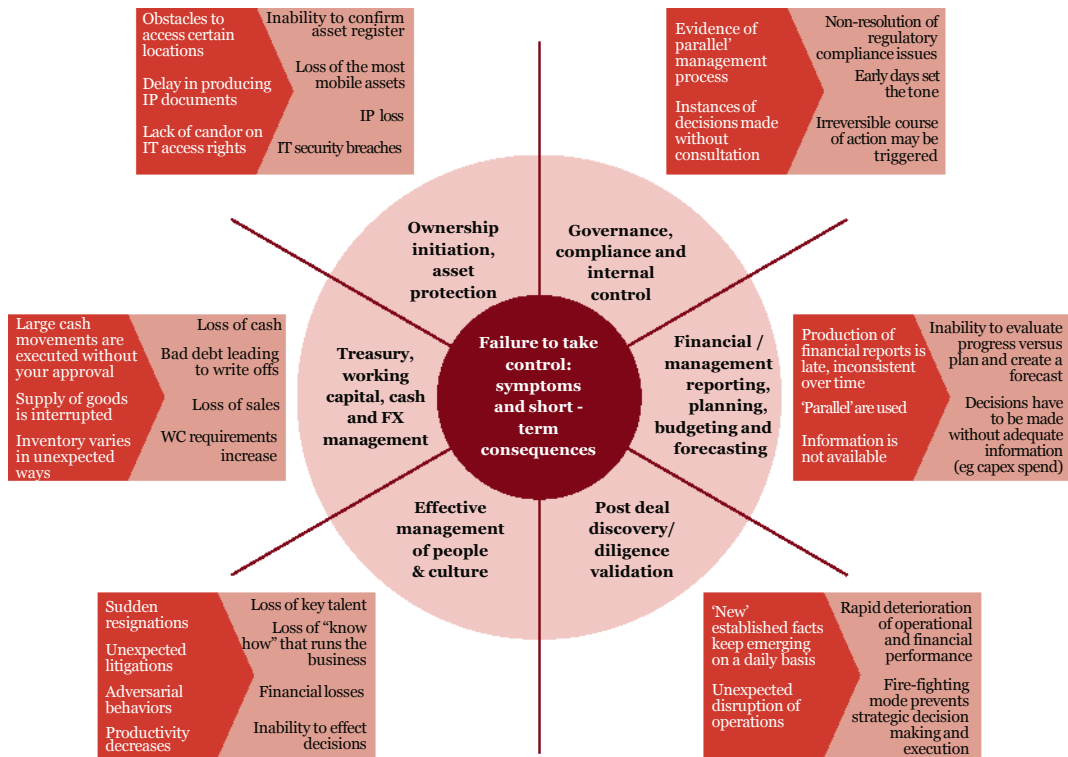 Obstacles to
access certain
locations
Delay in producing
IP documents
Lack of candor on
IT access rights
Inability to confirm
asset register
Loss of the most
mobile assets
IP loss
IT security breaches
Evidence of
parallel’
management
process
Instances of
decisions made
without
consultation
Non-resolution of
regulatory
compliance issues
Early days set
the tone
Irreversible course
of action may be
triggered
Ownership
initiation,
asset
protection
Governance,
compliance and
internal
control
Large cash
movements are
executed without
your approval
Supply of goods
is interrupted
Inventory varies
in unexpected
ways
Loss of cash
Bad debt leading
to write offs
Loss of sales
WC requirements
increase
Treasury,
working
capital, cash
and FX
management
Failure to take
control:
symptoms
and short -
term
consequences
Financial /
management
reporting,
planning,
budgeting and
forecasting
Production of
financial reports is
late, inconsistent
over time
‘Parallel’ are used
Information is
not available
Inability to evaluate
progress versus
plan and create a
forecast
Decisions have
to be made
without adequate
information
(eg capex spend)
Effective
management
of people
& culture
Post deal
discovery/
diligence
validation
Sudden
resignations
Unexpected
litigations
Adversarial
behaviors
Productivity
decreases
Loss of key talent
Loss of “know
how” that runs the
business
Financial losses
Inability to effect
decisions
‘New’
established facts
keep emerging
on a daily basis
Unexpected
disruption of
operations
Rapid deterioration
of operational
and financial
performance
Fire-fighting
mode prevents
strategic decision
making and
execution